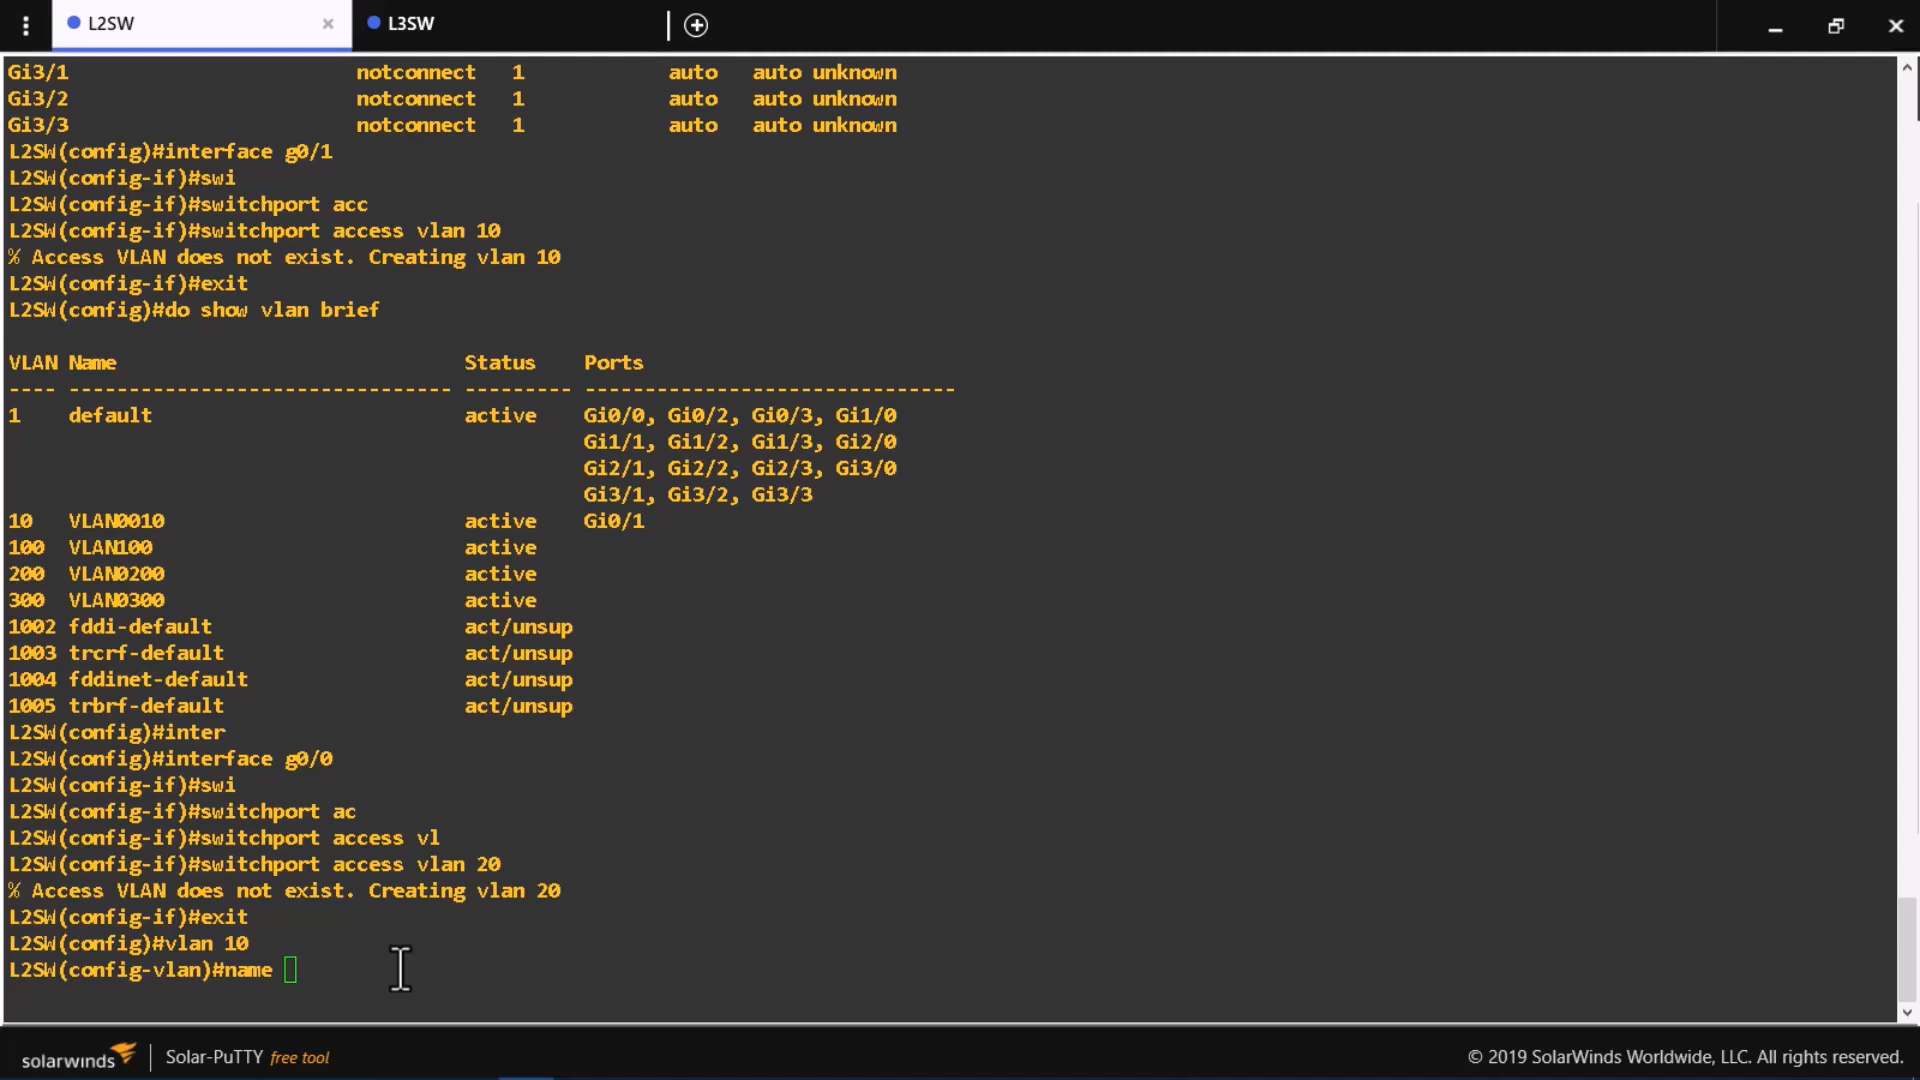 L2SW
L3SW
Gi3/1 notconnect 1 auto auto unknown
Gi3/2 notconnect 1 auto auto unknown
Gi3/3 notconnect 1 auto auto unknown
L2SW(config)#interface g0/1
L2SW(config-if)#swi
L2SW(config-if)#switchport acc
L2SW(config-if)#switchport access vlan 10
% Access VLAN does not exist. Creating vlan 10
L2SW(config-if)#exit
L2SW(config)#do show vlan brief
VLAN Name Status Ports
---- -------------------------------- --------- -------------------------------
1 default active Gi0/0, Gi0/2, Gi0/3, Gi1/0
Gi1/1, Gi1/2, Gi1/3, Gi2/0
Gi2/1, Gi2/2, Gi2/3, Gi3/0
Gi3/1, Gi3/2, Gi3/3
10 VLAN0010 active Gi0/1
100 VLAN100 active
200 VLAN0200 active
300 VLAN0300 active
1002 fddi-default act/unsup
1003 trcrf-default act/unsup
1004 fddinet-default act/unsup
1005 trbrf-default act/unsup
L2SW(config)#inter
L2SW(config)#interface g0/0
L2SW(config-if)#swi
L2SW(config-if)#switchport ac
L2SW(config-if)#switchport access vl
L2SW(config-if)#switchport access vlan 20
% Access VLAN does not exist. Creating vlan 20
L2SW(config-if)#exit
L2SW(config)#vlan 10
L2SW(config-vlan)#name
solarwinds | Solar-PuTTY free tool
© 2019 SolarWinds Worldwide, LLC. All rights reserved.